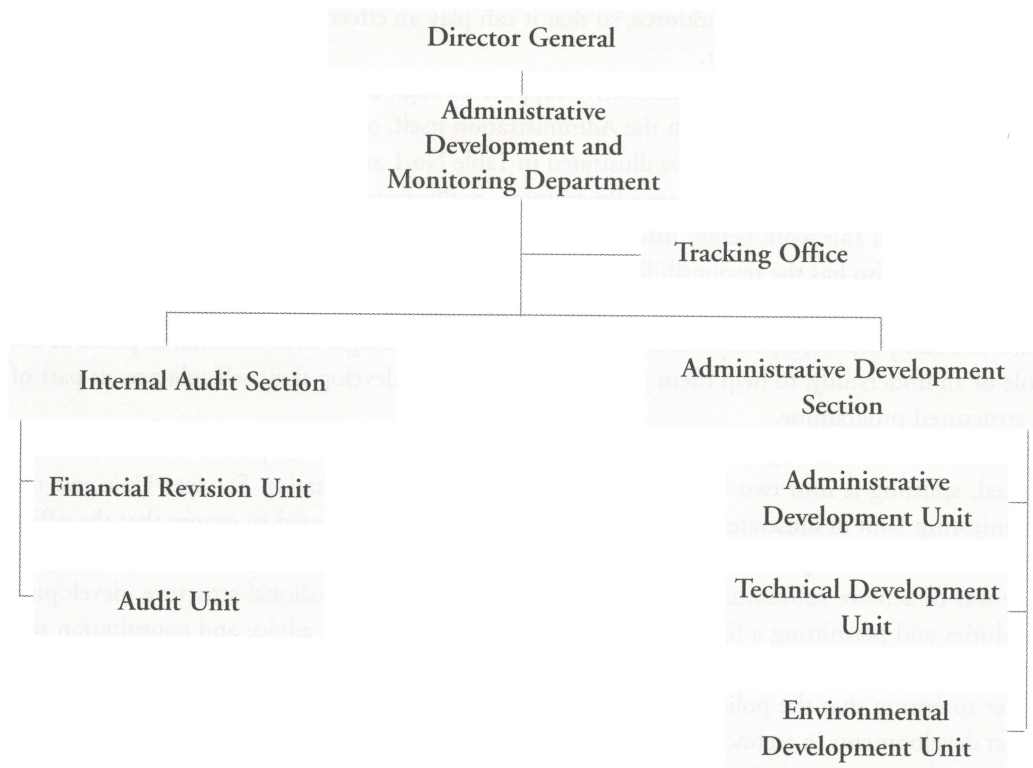 Director General
Administrative
Development and
Monitoring Department
Tracking Office
Internal Audit Section
Administrative Development
Section
Financial Revision Unit
Administrative
Development Unit
Audit Unit
Technical Development
Unit
Environmental
Development Unit